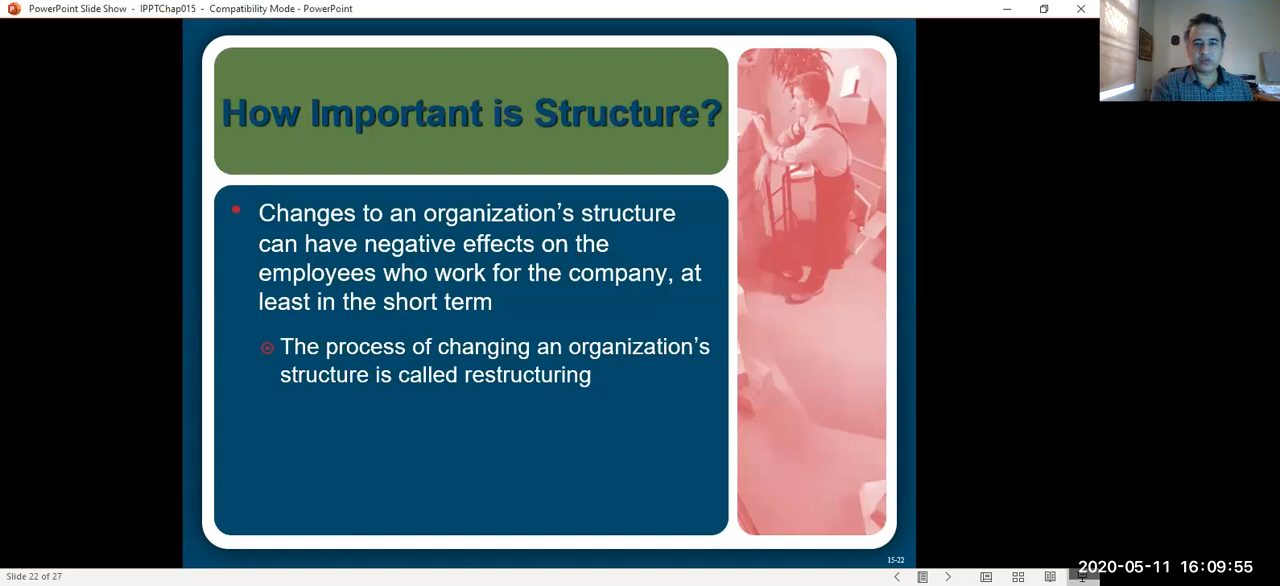 PowerPoint Slide Show - IPPTChap015 - Compatibility Mode - PowerPoint
How Important is Structure?
• Changes to an organization's structure
can have negative effects on the
employees who work for the company, at
least in the short term
The process of changing an organization's
structure is called restructuring
15-22
Slide 22 of 27
2020-05-11 16:09:55